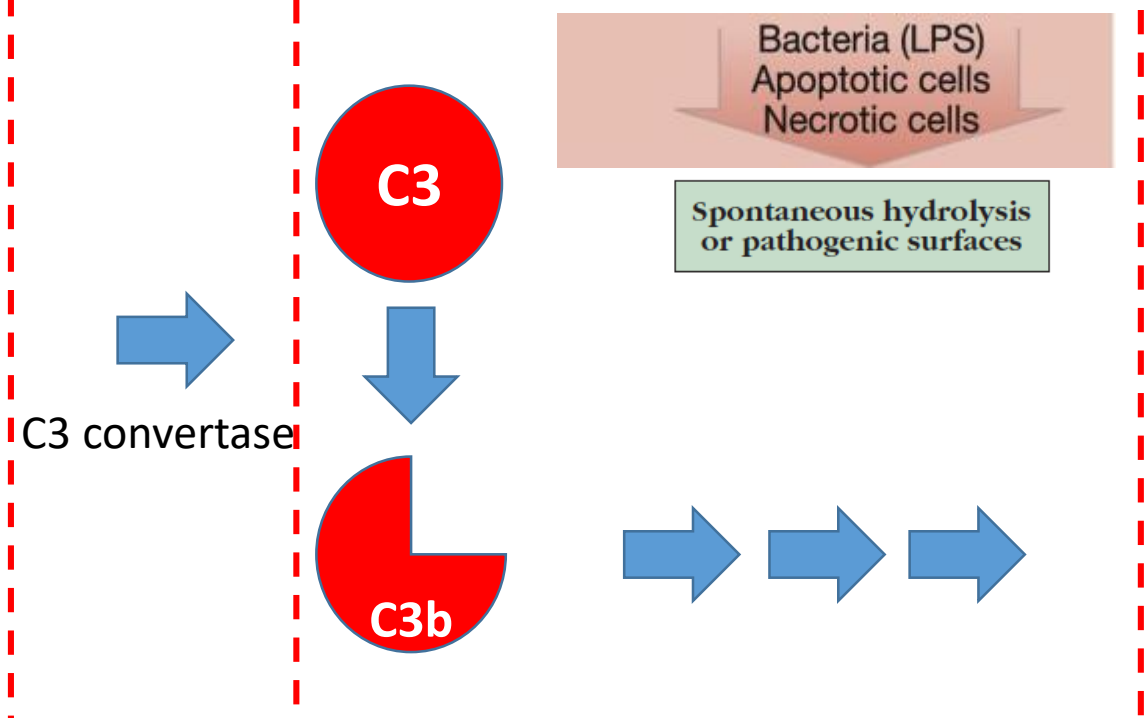 Bacteria (LPS)
Apoptotic cells
Necrotic cells
C3
Spontaneous hydrolysis
or pathogenic surfaces
C3 convertase
C3b